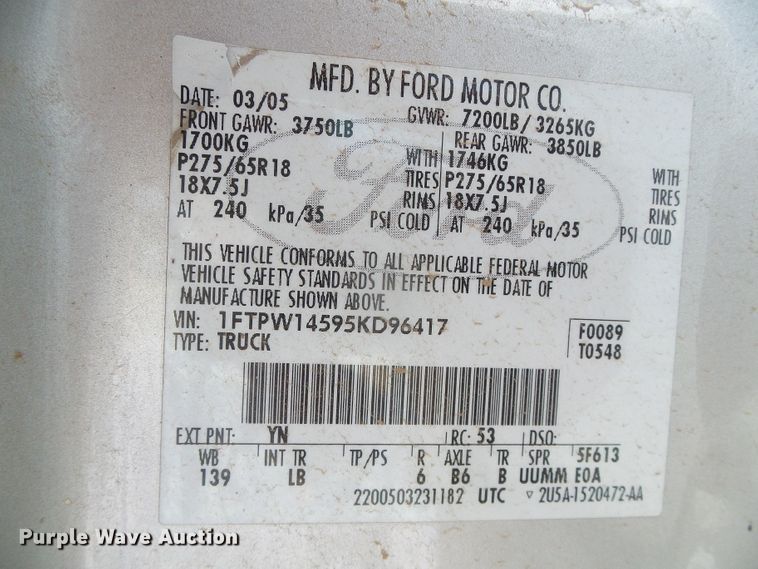 MFD. BY FORD MOTOR CO.
DATE: 03/05 GVWR: 7200LB/ 3265KG
FRONT GAWR: 3750LB REAR GAWR: 3850LB
1700KG WITH 1746KG WITH
P275/65R18 TIRES P275/65R18 TIRES
18X7.5J RIMS 18X7.5J RIMS
AT 240 kPa/35 PSI COLD AT 240 kPa/35 PSI COLD
Ford
THIS VEHICLE CONFORMS TO ALL APPLICABLE FEDERAL MOTOR
VEHICLE SAFETY STANDARDS IN EFFECT ON THE DATE OF
MANUFACTURE SHOWN ABOVE.
VIN: 1FTPW14595KD96417 F0089
TYPE: TRUCK T0548
EXT PNT: YN RC: 53 DSO:
WB INT TR TP/PS R AXLE TR SPR 5F613
139 LB 6 B6 B UUMM E0A
2200503231182 UTC ▽ 2U5A-1520472-AA
Purple Wave Auction
Purple Wave Auction